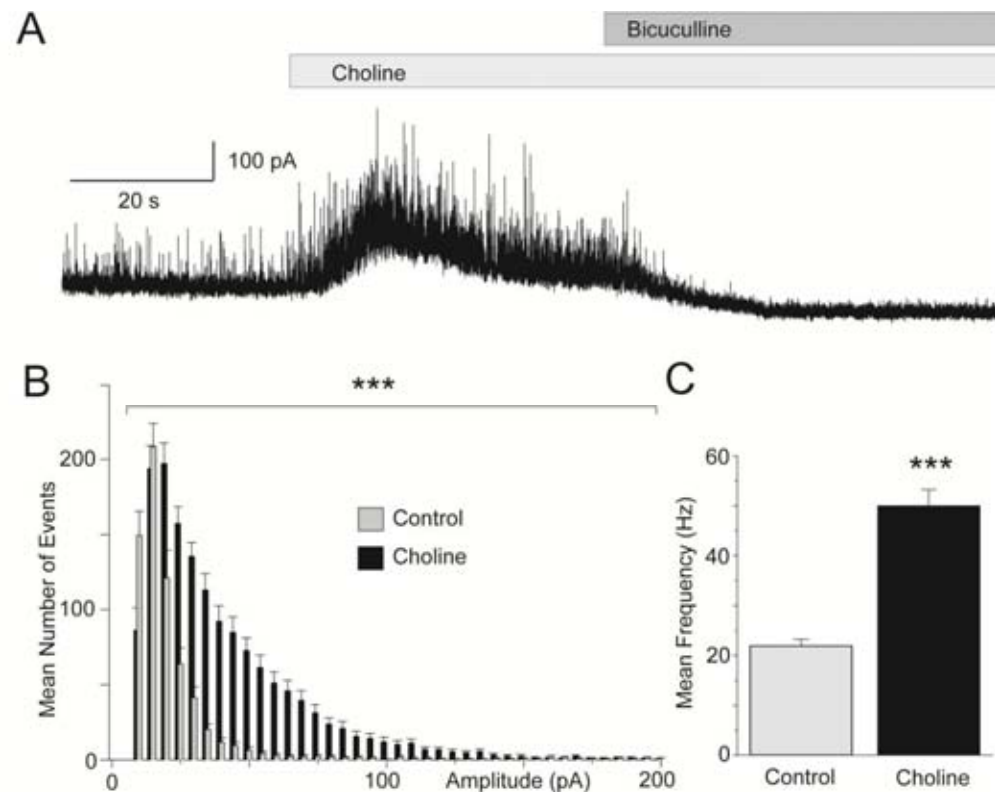 A
Bicuculline
Choline
100 pA
20 s
B
***
Mean Number of Events
200
100
0
Control
Choline
0
100
Amplitude (pA)
200
C
***
Mean Frequency (Hz)
60
40
20
0
Control
Choline